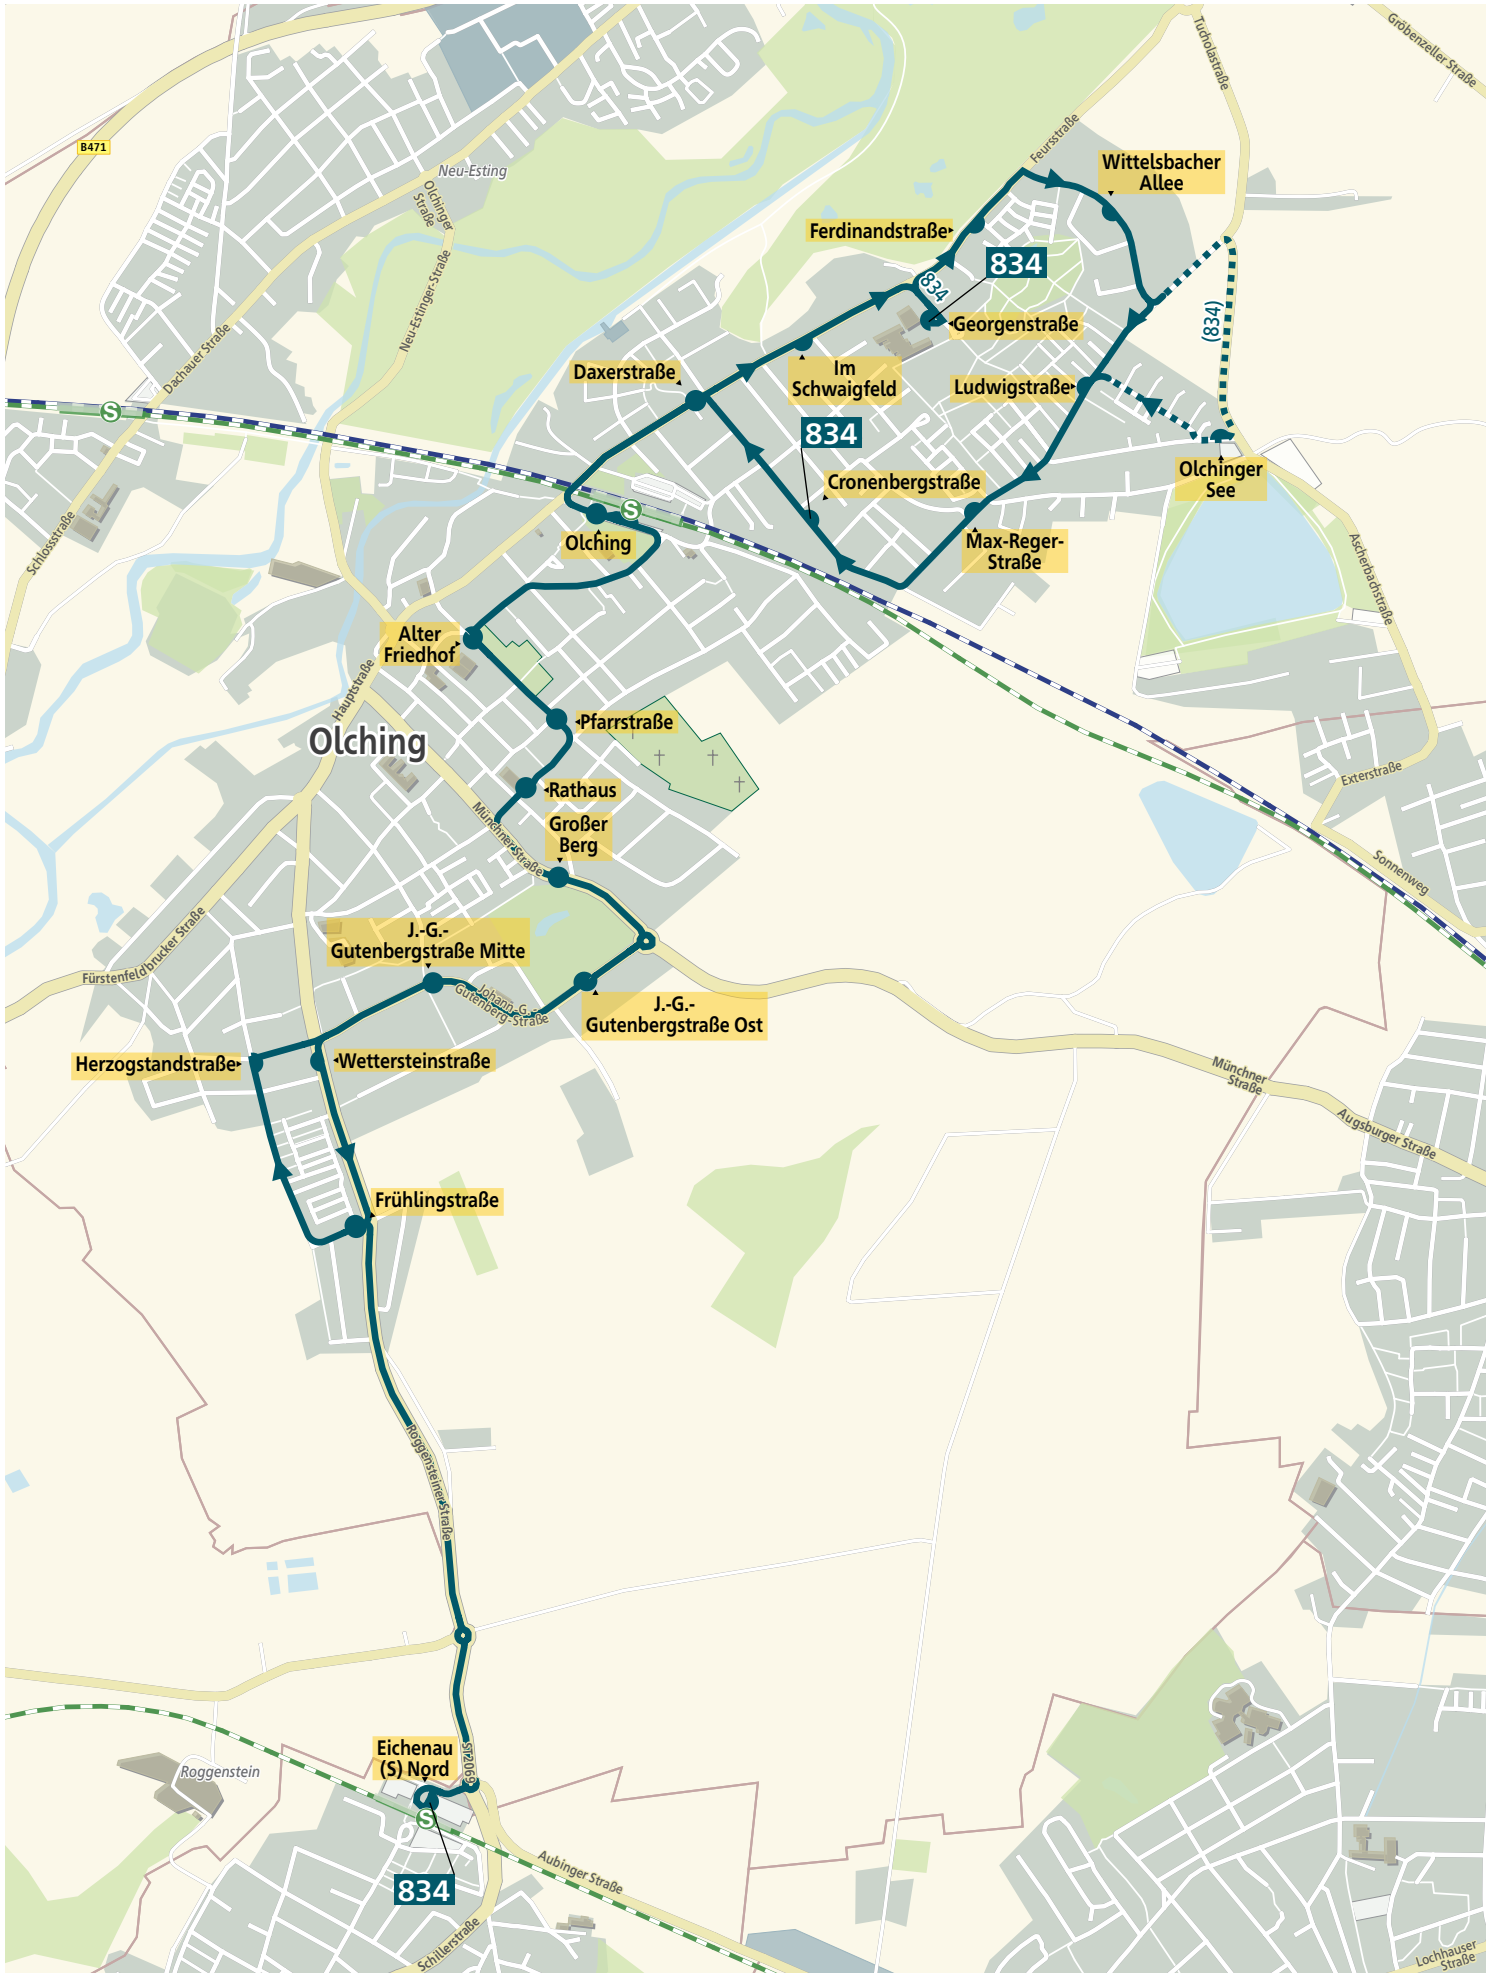 Gröbenzeller Straße
Tucholastraße
B471
Feursstraße
Neu-Esting
Wittelsbacher
Allee
Olchinger
Straße
Ferdinandstraße
834
834
Neu-Estinger-Straße
Georgenstraße
(834)
Dachauer Straße
Daxerstraße
Im
Schwaigfeld
Ludwigstraße
S
834
Olchinger
See
Cronenbergstraße
S
Schlossstraße
Olching
Max-Reger-
Straße
Ascherbachstraße
Alter
Friedhof
Hauptstraße
Pfarrstraße
Olching
Exterstraße
Rathaus
Münchner Straße
Großer
Berg
Sonnenweg
J.-G.-
Gutenbergstraße Mitte
Fürstenfeldbrucker Straße
Johann-G.-
Gutenberg-Straße
J.-G.-
Gutenbergstraße Ost
Herzogstandstraße
Wettersteinstraße
Münchner
Straße
Augsburger Straße
Frühlingstraße
Roggensteiner Straße
Eichenau
(S) Nord
ST2069
Roggenstein
S
Aubinger Straße
834
Schillerstraße
Lochhauser
Straße